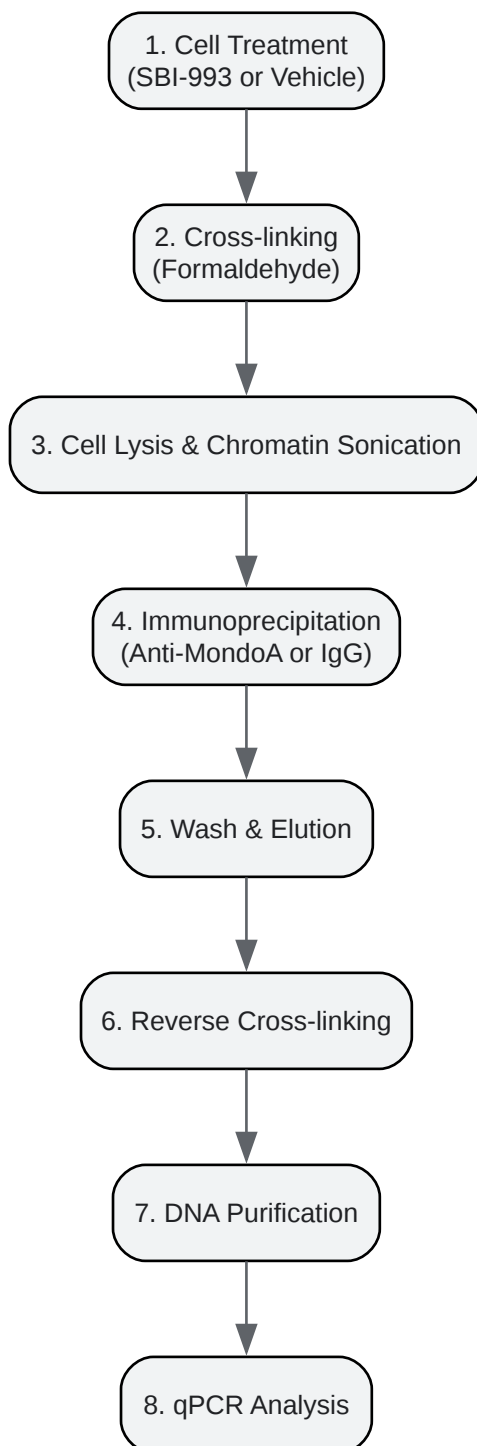 1. Cell Treatment
(SBI-993 or Vehicle)
2. Cross-linking
(Formaldehyde)
3. Cell Lysis & Chromatin Sonication
4. Immunoprecipitation
(Anti-MondoA or IgG)
5. Wash & Elution
6. Reverse Cross-linking
7. DNA Purification
8. qPCR Analysis